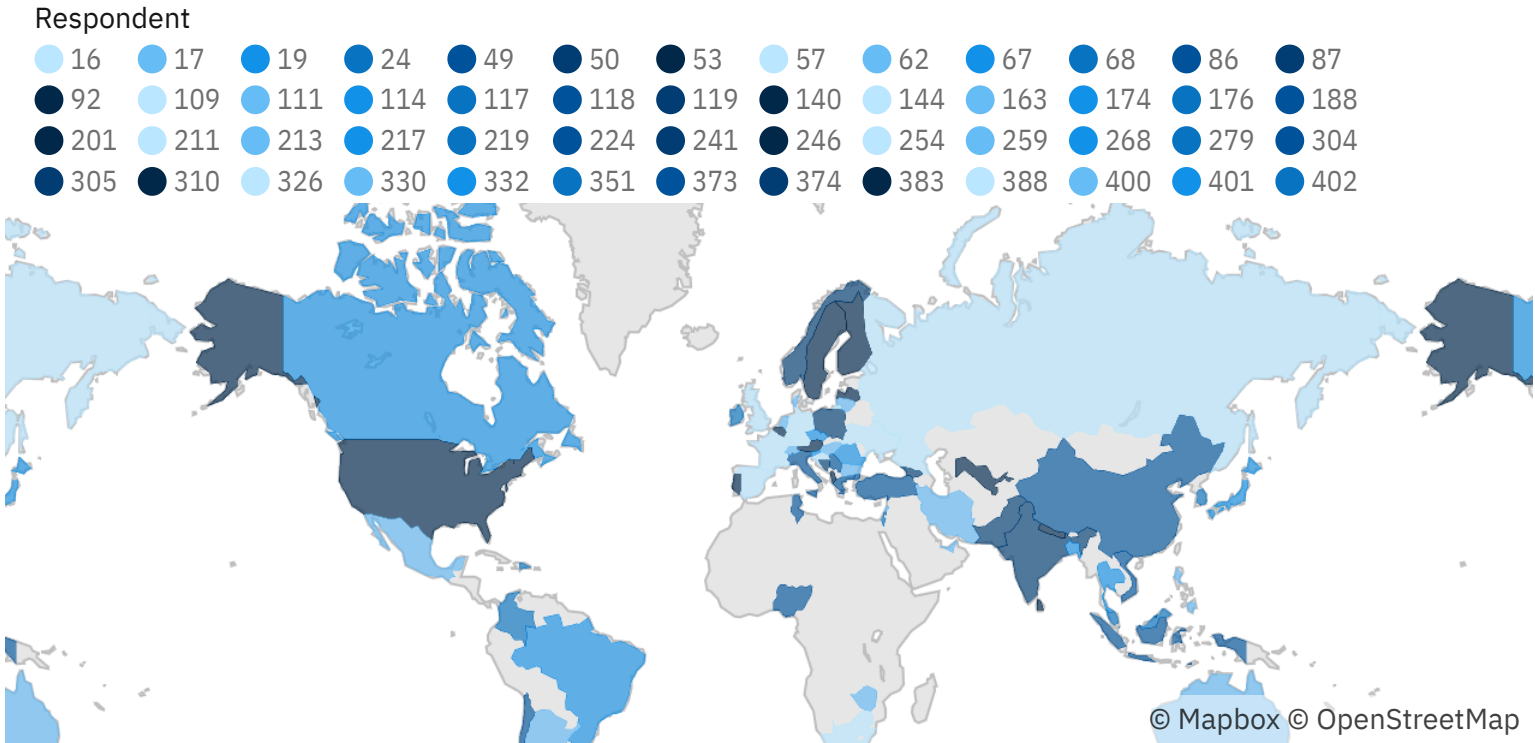 Respondent
16 17 19 24 49 50 53 57 62 67 68 86 87
92 109 111 114 117 118 119 140 144 163 174 176 188
201 211 213 217 219 224 241 246 254 259 268 279 304
305 310 326 330 332 351 373 374 383 388 400 401 402
© Mapbox © OpenStreetMap